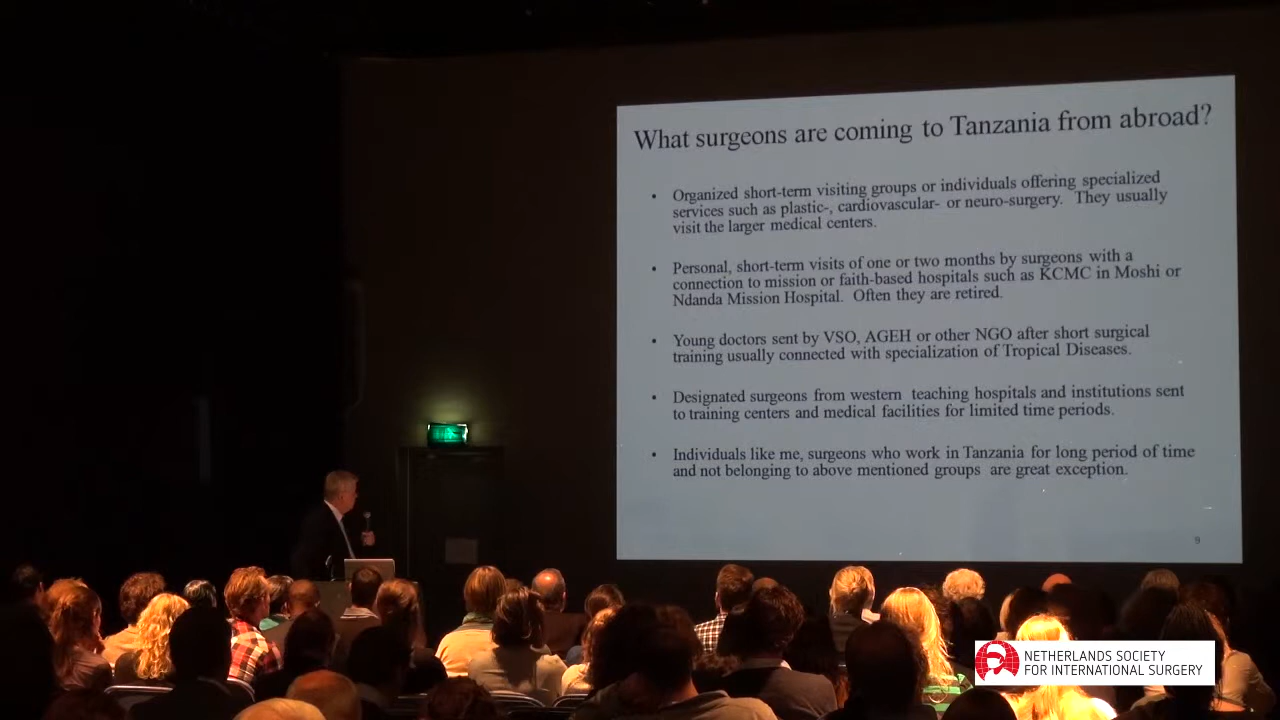 What surgeons are coming to Tanzania from abroad?
• Organized short-term visiting groups or individuals offering specialized
services such as plastic-, cardiovascular- or neuro-surgery. They usually
visit the larger medical centers.
• Personal, short-term visits of one or two months by surgeons with a
connection to mission or faith-based hospitals such as KCMC in Moshi or
Ndanda Mission Hospital. Often they are retired.
• Young doctors sent by VSO, AGEH or other NGO after short surgical
training usually connected with specialization of Tropical Diseases.
• Designated surgeons from western teaching hospitals and institutions sent
to training centers and medical facilities for limited time periods.
• Individuals like me, surgeons who work in Tanzania for long period of time
and not belonging to above mentioned groups are great exception.
9
NETHERLANDS SOCIETY
FOR INTERNATIONAL SURGERY